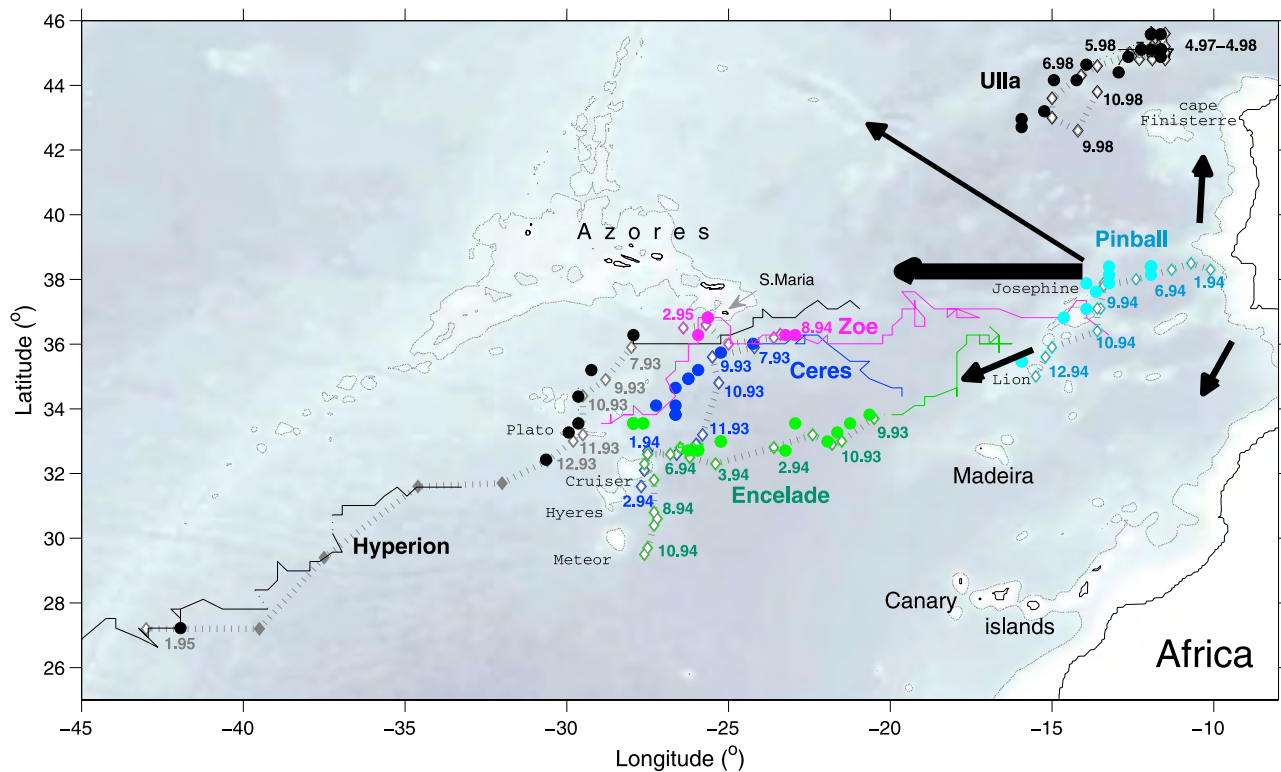 46
44
42
40
38
36
34
32
30
28
26
Latitude (o)
−45
−40
−35
−30
−25
−20
−15
−10
Longitude (o)
5.98
4.97−4.98
6.98
Ulla
10.98
cape
Finisterre
9.98
Azores
S.Maria
Pinball
Josephine
9.94
6.94
1.94
10.94
Lion
12.94
2.95
Zoe
8.94
7.93
9.93
7.93
Ceres
9.93
10.93
10.93
Plato
11.93
11.93
12.93
1.94
9.93
10.93
6.94
3.94
2.94
Cruiser
2.94
Encelade
Madeira
Hyeres
8.94
Hyperion
Meteor
10.94
Canary
islands
Africa
1.95